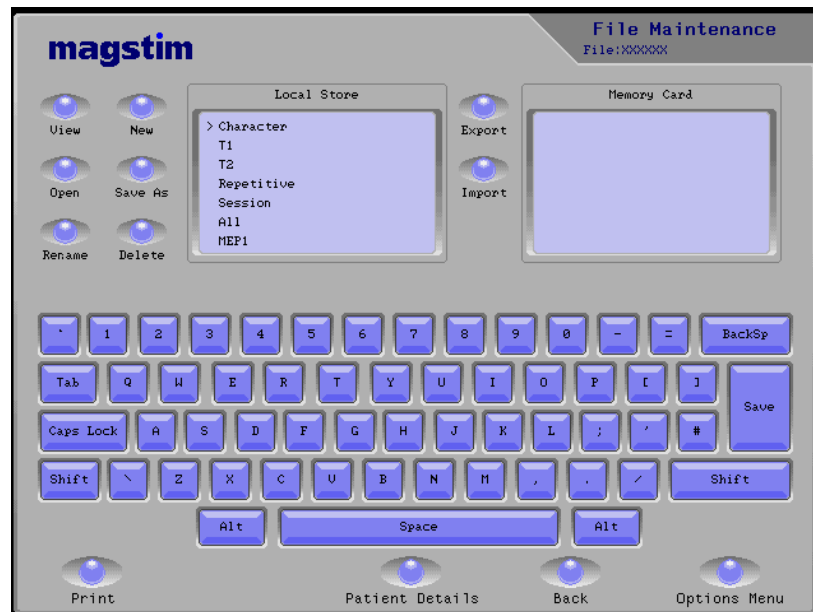 magstim
File Maintenance
File:XXXXXX
Local Store
Memory Card
View New
> Character
Export
T1
T2
Open Save As
Repetitive
Import
Session
All
Rename Delete
MEP1
` 1 2 3 4 5 6 7 8 9 0 - = BackSp
Tab Q W E R T Y U I O P [ ]
Save
Caps Lock A S D F G H J K L ; ' #
Shift \ Z X C V B N M , . / Shift
Alt Space Alt
Print Patient Details Back Options Menu